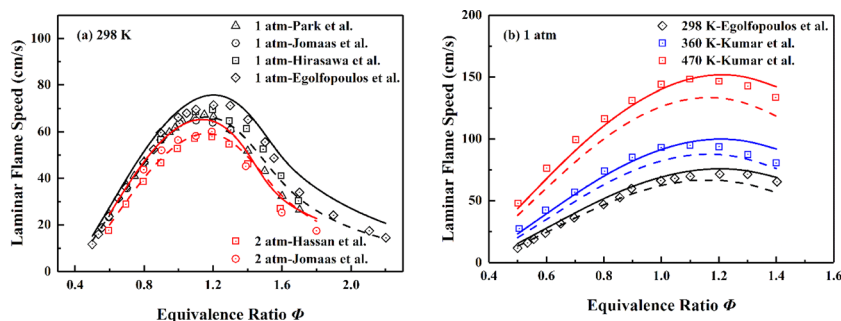 (a) 298 K
1 atm-Park et al.
1 atm-Jomaas et al.
1 atm-Hirasawa et al.
1 atm-Egolfopoulos et al.
2 atm-Hassan et al.
2 atm-Jomaas et al.
Laminar Flame Speed (cm/s)
100
80
60
40
20
0
0.4 0.8 1.2 1.6 2.0
Equivalence Ratio Φ
(b) 1 atm
298 K-Egolfopoulos et al.
360 K-Kumar et al.
470 K-Kumar et al.
Laminar Flame Speed (cm/s)
200
150
100
50
0
0.4 0.6 0.8 1.0 1.2 1.4 1.6
Equivalence Ratio Φ